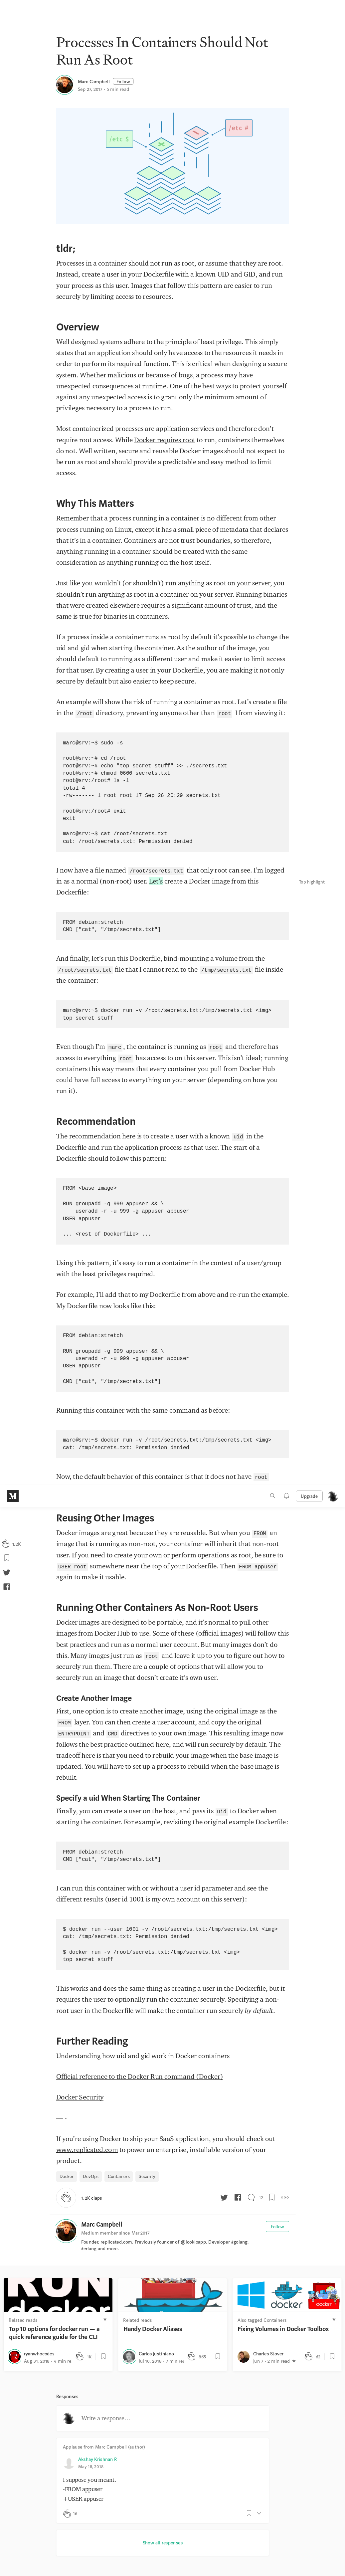 Processes In Containers Should Not
Run As Root
Marc Campbell Follow
Sep 27, 2017 · 5 min read
/etc $
/etc #
tldr;
Processes in a container should not run as root, or assume that they are root.
Instead, create a user in your Dockerfile with a known UID and GID, and run
your process as this user. Images that follow this pattern are easier to run
securely by limiting access to resources.
Overview
Well designed systems adhere to the principle of least privilege. This simply
states that an application should only have access to the resources it needs in
order to perform its required function. This is critical when designing a secure
system. Whether malicious or because of bugs, a process may have
unexpected consequences at runtime. One of the best ways to protect yourself
against any unexpected access is to grant only the minimum amount of
privileges necessary to a process to run.
Most containerized processes are application services and therefore don't
require root access. While Docker requires root to run, containers themselves
do not. Well written, secure and reusable Docker images should not expect to
be run as root and should provide a predictable and easy method to limit
access.
Why This Matters
Remember that a process running in a container is no different from other
process running on Linux, except it has a small piece of metadata that declares
that it's in a container. Containers are not trust boundaries, so therefore,
anything running in a container should be treated with the same
consideration as anything running on the host itself.
Just like you wouldn't (or shouldn't) run anything as root on your server, you
shouldn't run anything as root in a container on your server. Running binaries
that were created elsewhere requires a significant amount of trust, and the
same is true for binaries in containers.
If a process inside a container runs as root by default it's possible to change the
uid and gid when starting the container. As the author of the image, you
should default to running as a different user and make it easier to limit access
for that user. By creating a user in your Dockerfile, you are making it not only
secure by default but also easier to keep secure.
An example will show the risk of running a container as root. Let's create a file
in the /root directory, preventing anyone other than root from viewing it:
marc@srv:~$ sudo -s
root@srv:~# cd /root
root@srv:~# echo "top secret stuff" >> ./secrets.txt
root@srv:~# chmod 0600 secrets.txt
root@srv:/root# ls -l
total 4
-rw------- 1 root root 17 Sep 26 20:29 secrets.txt
root@srv:/root# exit
exit
marc@srv:~$ cat /root/secrets.txt
cat: /root/secrets.txt: Permission denied
I now have a file named /root/secrets.txt that only root can see. I'm logged
in as a normal (non-root) user. Let's create a Docker image from this
Top highlight
Dockerfile:
FROM debian:stretch
CMD ["cat", "/tmp/secrets.txt"]
And finally, let's run this Dockerfile, bind-mounting a volume from the
/root/secrets.txt file that I cannot read to the /tmp/secrets.txt file inside
the container:
marc@srv:~$ docker run -v /root/secrets.txt:/tmp/secrets.txt <img>
top secret stuff
Even though I'm marc, the container is running as root and therefore has
access to everything root has access to on this server. This isn't ideal; running
containers this way means that every container you pull from Docker Hub
could have full access to everything on your server (depending on how you
run it).
Recommendation
The recommendation here is to create a user with a known uid in the
Dockerfile and run the application process as that user. The start of a
Dockerfile should follow this pattern:
FROM <base image>
RUN groupadd -g 999 appuser && \
useradd -r -u 999 -g appuser appuser
USER appuser
... <rest of Dockerfile> ...
Using this pattern, it's easy to run a container in the context of a user/group
with the least privileges required.
For example, I'll add that to my Dockerfile from above and re-run the example.
My Dockerfile now looks like this:
FROM debian:stretch
RUN groupadd -g 999 appuser && \
useradd -r -u 999 -g appuser appuser
USER appuser
CMD ["cat", "/tmp/secrets.txt"]
Running this container with the same command as before:
marc@srv:~$ docker run -v /root/secrets.txt:/tmp/secrets.txt <img>
cat: /tmp/secrets.txt: Permission denied
Now, the default behavior of this container is that it does not have root
M
Upgrade
Reusing Other Images
1.2K
Docker images are great because they are reusable. But when you FROM an
image that is running as non-root, your container will inherit that non-root
user. If you need to create your own or perform operations as root, be sure to
USER root somewhere near the top of your Dockerfile. Then FROM appuser
again to make it usable.
Running Other Containers As Non-Root Users
Docker images are designed to be portable, and it's normal to pull other
images from Docker Hub to use. Some of these (official images) will follow this
best practices and run as a normal user account. But many images don't do
this. Many images just run as root and leave it up to you to figure out how to
securely run them. There are a couple of options that will allow you to
securely run an image that doesn't create it's own user.
Create Another Image
First, one option is to create another image, using the original image as the
FROM layer. You can then create a user account, and copy the original
ENTRYPOINT and CMD directives to your own image. This resulting image now
follows the best practice outlined here, and will run securely by default. The
tradeoff here is that you need to rebuild your image when the base image is
updated. You will have to set up a process to rebuild when the base image is
rebuilt.
Specify a uid When Starting The Container
Finally, you can create a user on the host, and pass its uid to Docker when
starting the container. For example, revisiting the original example Dockerfile:
FROM debian:stretch
CMD ["cat", "/tmp/secrets.txt"]
I can run this container with or without a user id parameter and see the
different results (user id 1001 is my own account on this server):
$ docker run --user 1001 -v /root/secrets.txt:/tmp/secrets.txt <img>
cat: /tmp/secrets.txt: Permission denied
$ docker run -v /root/secrets.txt:/tmp/secrets.txt <img>
top secret stuff
This works and does the same thing as creating a user in the Dockerfile, but it
requires the user to optionally run the container securely. Specifying a non-
root user in the Dockerfile will make the container run securely by default.
Further Reading
Understanding how uid and gid work in Docker containers
Official reference to the Docker Run command (Docker)
Docker Security
— -
If you're using Docker to ship your SaaS application, you should check out
www.replicated.com to power an enterprise, installable version of your
product.
Docker DevOps Containers Security
1.2K claps
12
Marc Campbell
Follow
Medium member since Mar 2017
Founder, replicated.com. Previously founder of @lookisapp. Developer #golang,
#erlang and more.
RUN
docker
Related reads
Top 10 options for docker run — a
quick reference guide for the CLI
ryanwhocodes
Aug 31, 2018 · 4 min re
1K
Related reads
Handy Docker Aliases
Carlos Justiniano
Jul 10, 2016 · 7 min rea
docker
docker
Also tagged Containers
Fixing Volumes in Docker Toolbox
Charles Stover
Jun 7 · 3 min read
62
Responses
Write a response...
Applause from Marc Campbell (author)
Akshay Krishnan R
May 19, 2018
I suppose you meant.
-FROM appuser
+USER appuser
Show all responses